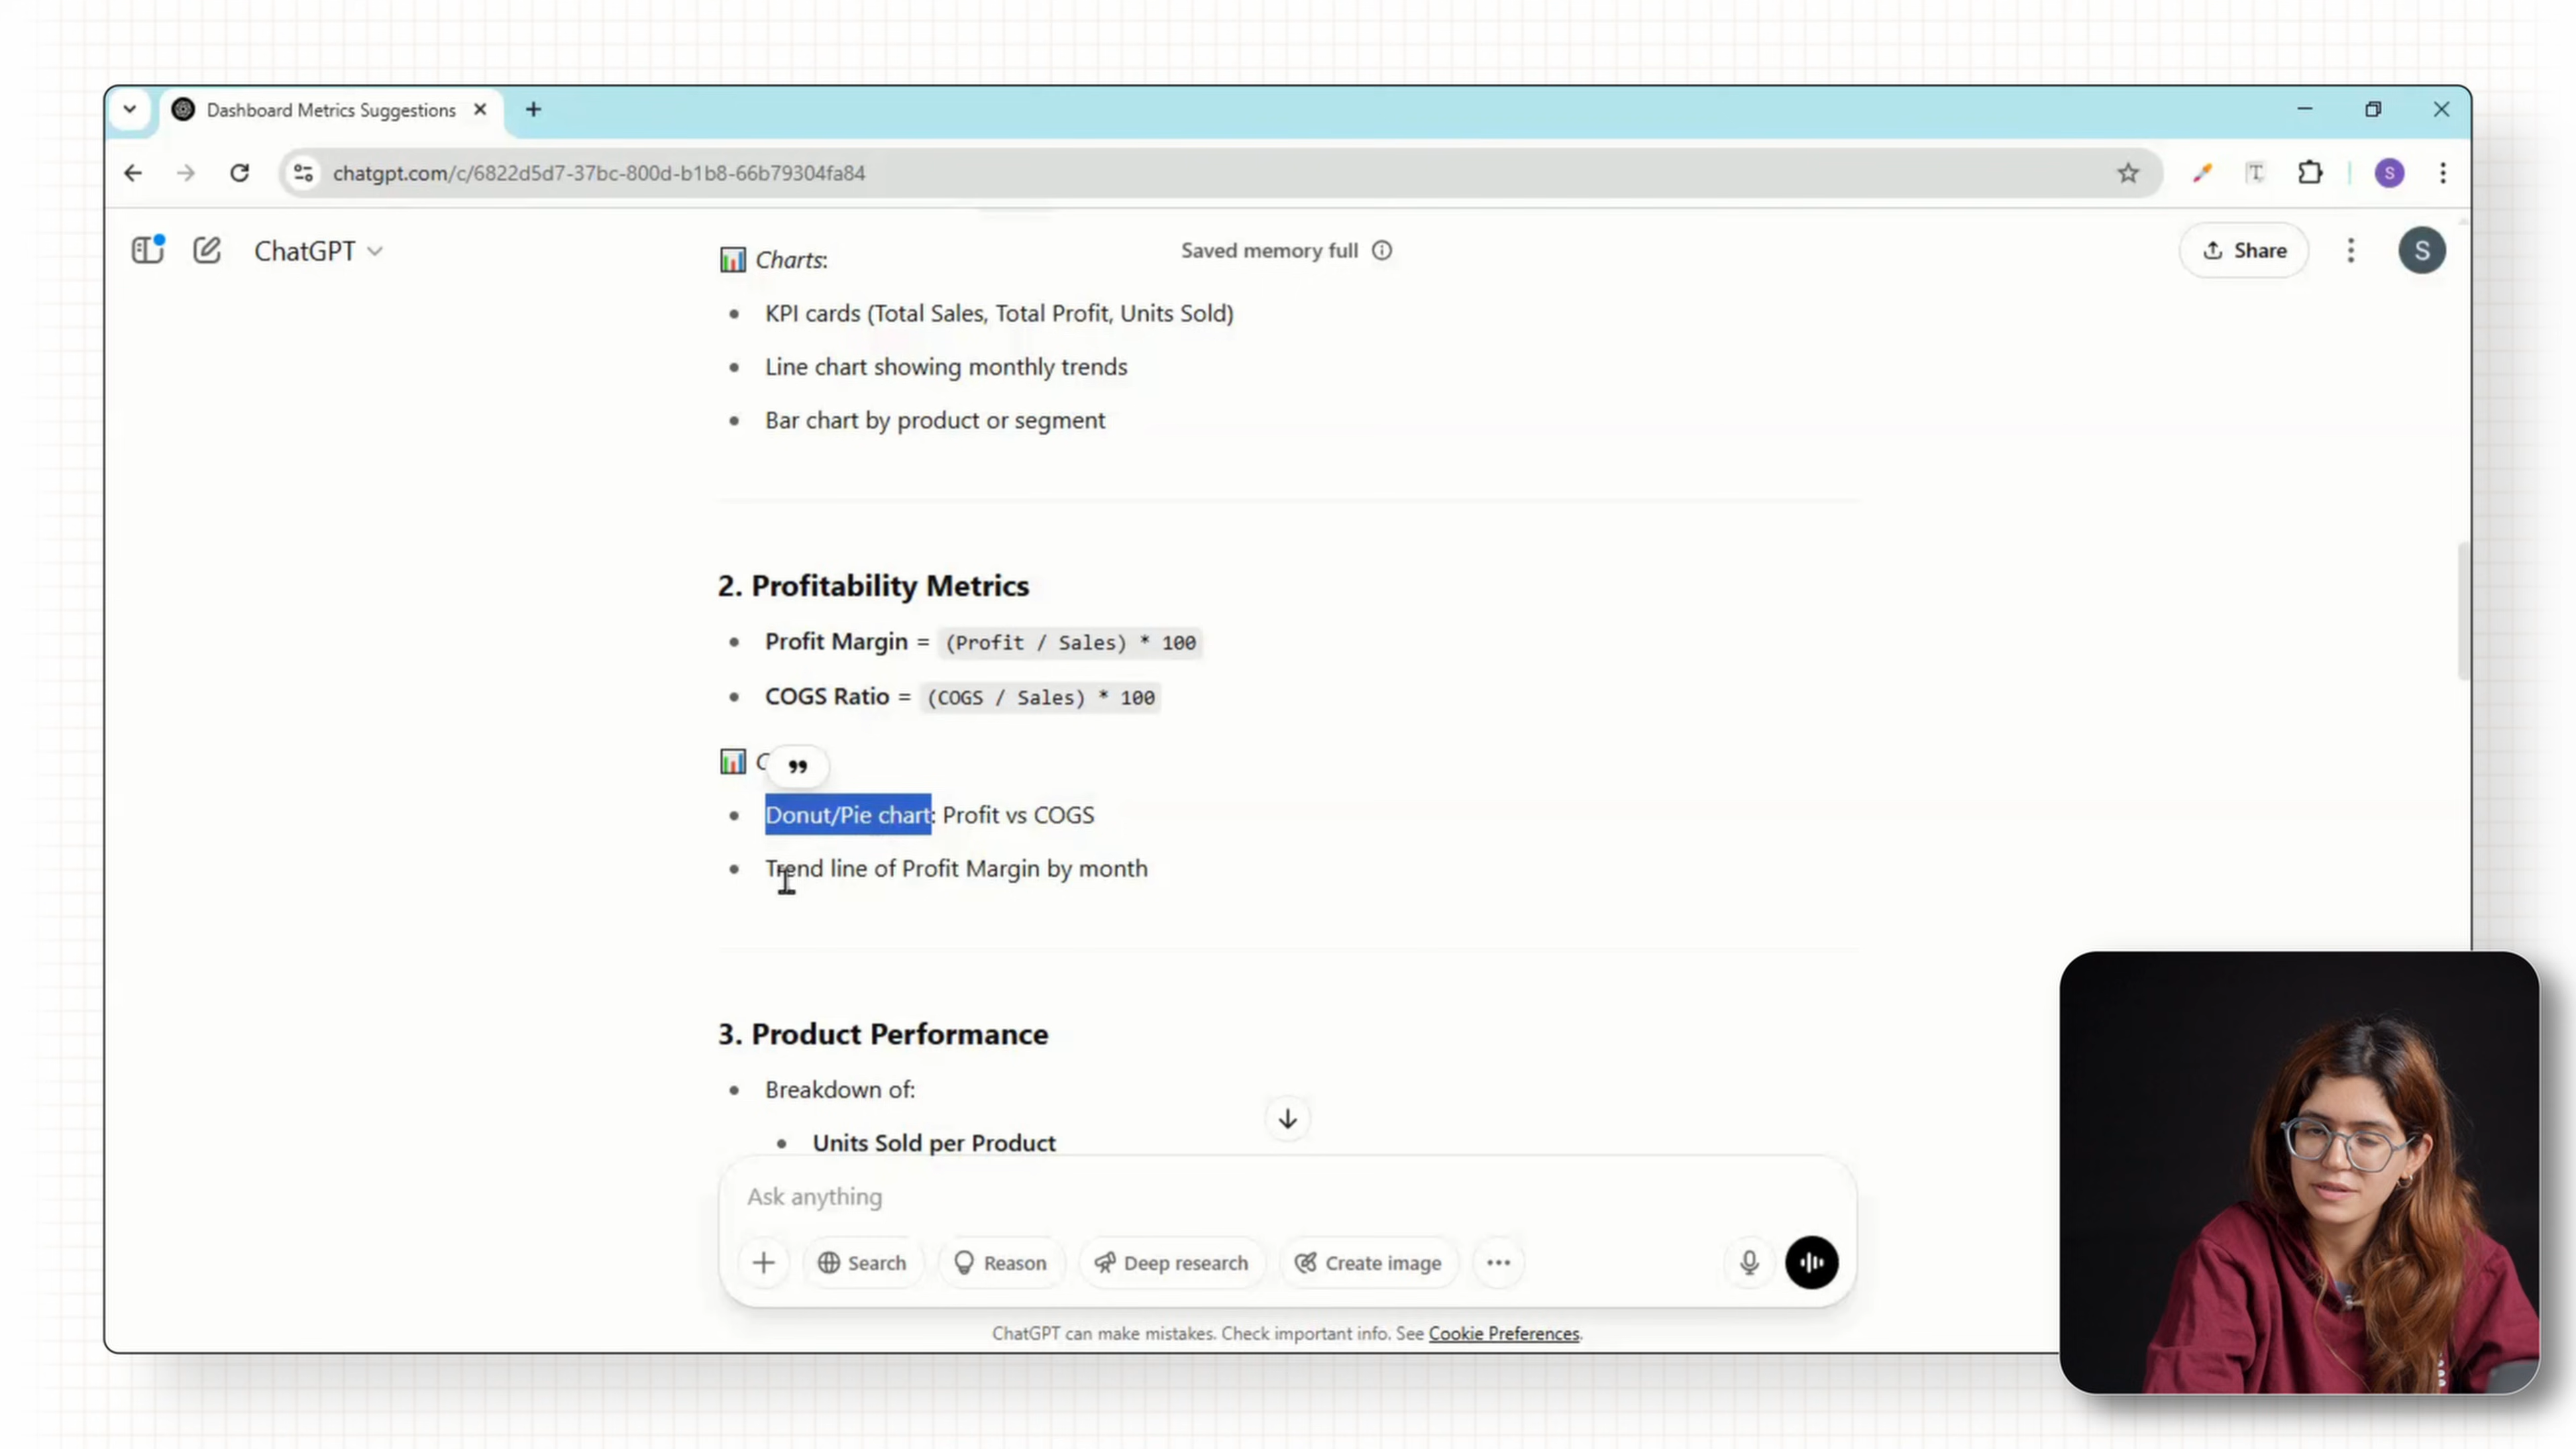 Dashboard Metrics Suggestions
chatgpt.com/c/6822d5d7-37bc-800d-b1b8-66b79304fa84
S
ChatGPT
Saved memory full
Share
S
Charts:
KPI cards (Total Sales, Total Profit, Units Sold)
Line chart showing monthly trends
Bar chart by product or segment
2. Profitability Metrics
Profit Margin = (Profit / Sales) * 100
COGS Ratio = (COGS / Sales) * 100
Donut/Pie chart: Profit vs COGS
Trend line of Profit Margin by month
3. Product Performance
Breakdown of:
Units Sold per Product
Ask anything
Search
Reason
Deep research
Create image
ChatGPT can make mistakes. Check important info. See Cookie Preferences.